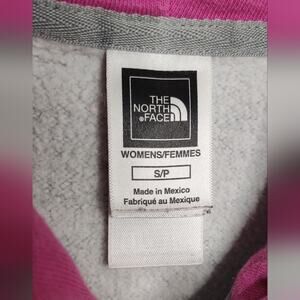 THE
NORTH
FACE
WOMENS/FEMMES
S/P
Made in Mexico
Fabriqué au Mexique